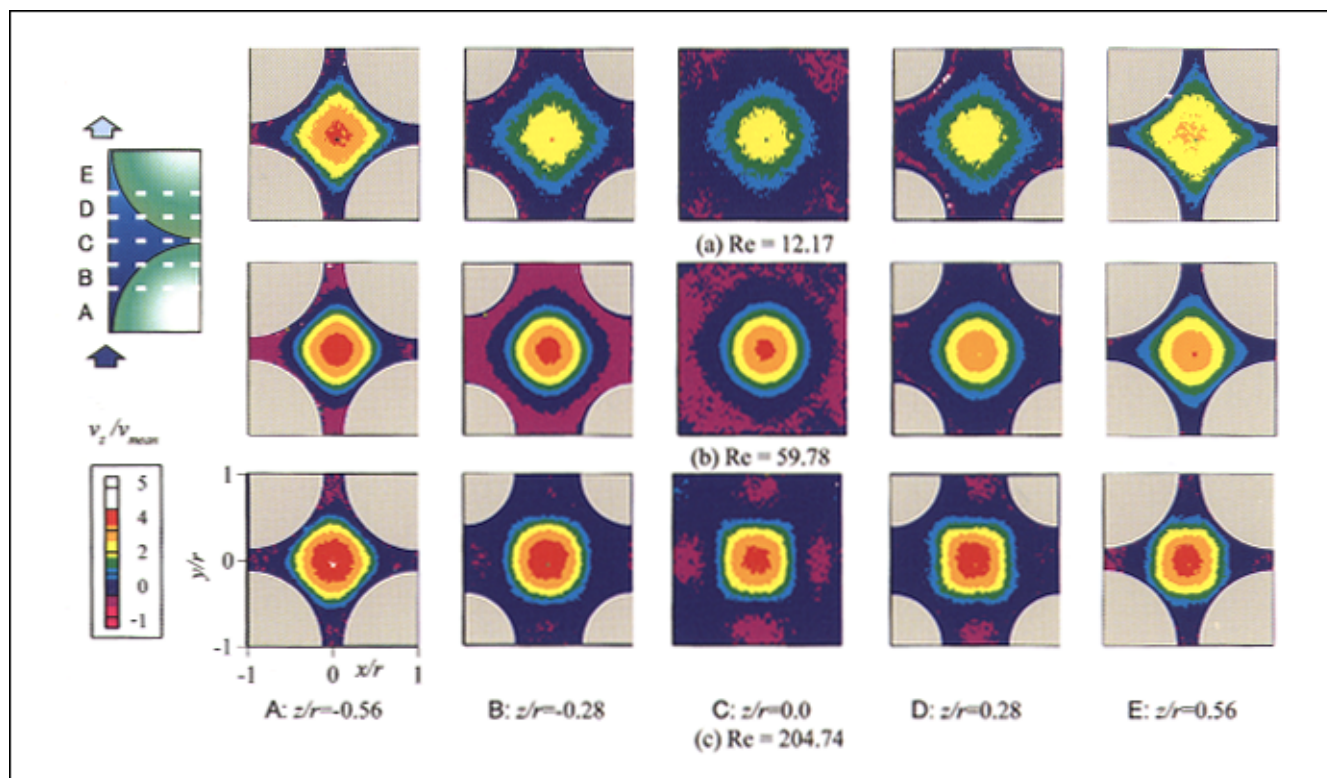 E
D
C
B
A
(a) Re = 12.17
(b) Re = 59.78
v_z /v_mean
5
4
2
0
-1
1
0
-1
y/r
-1 0 x/r 1
A: z/r=-0.56 B: z/r=-0.28 C: z/r=0.0 D: z/r=0.28 E: z/r=0.56
(c) Re = 204.74